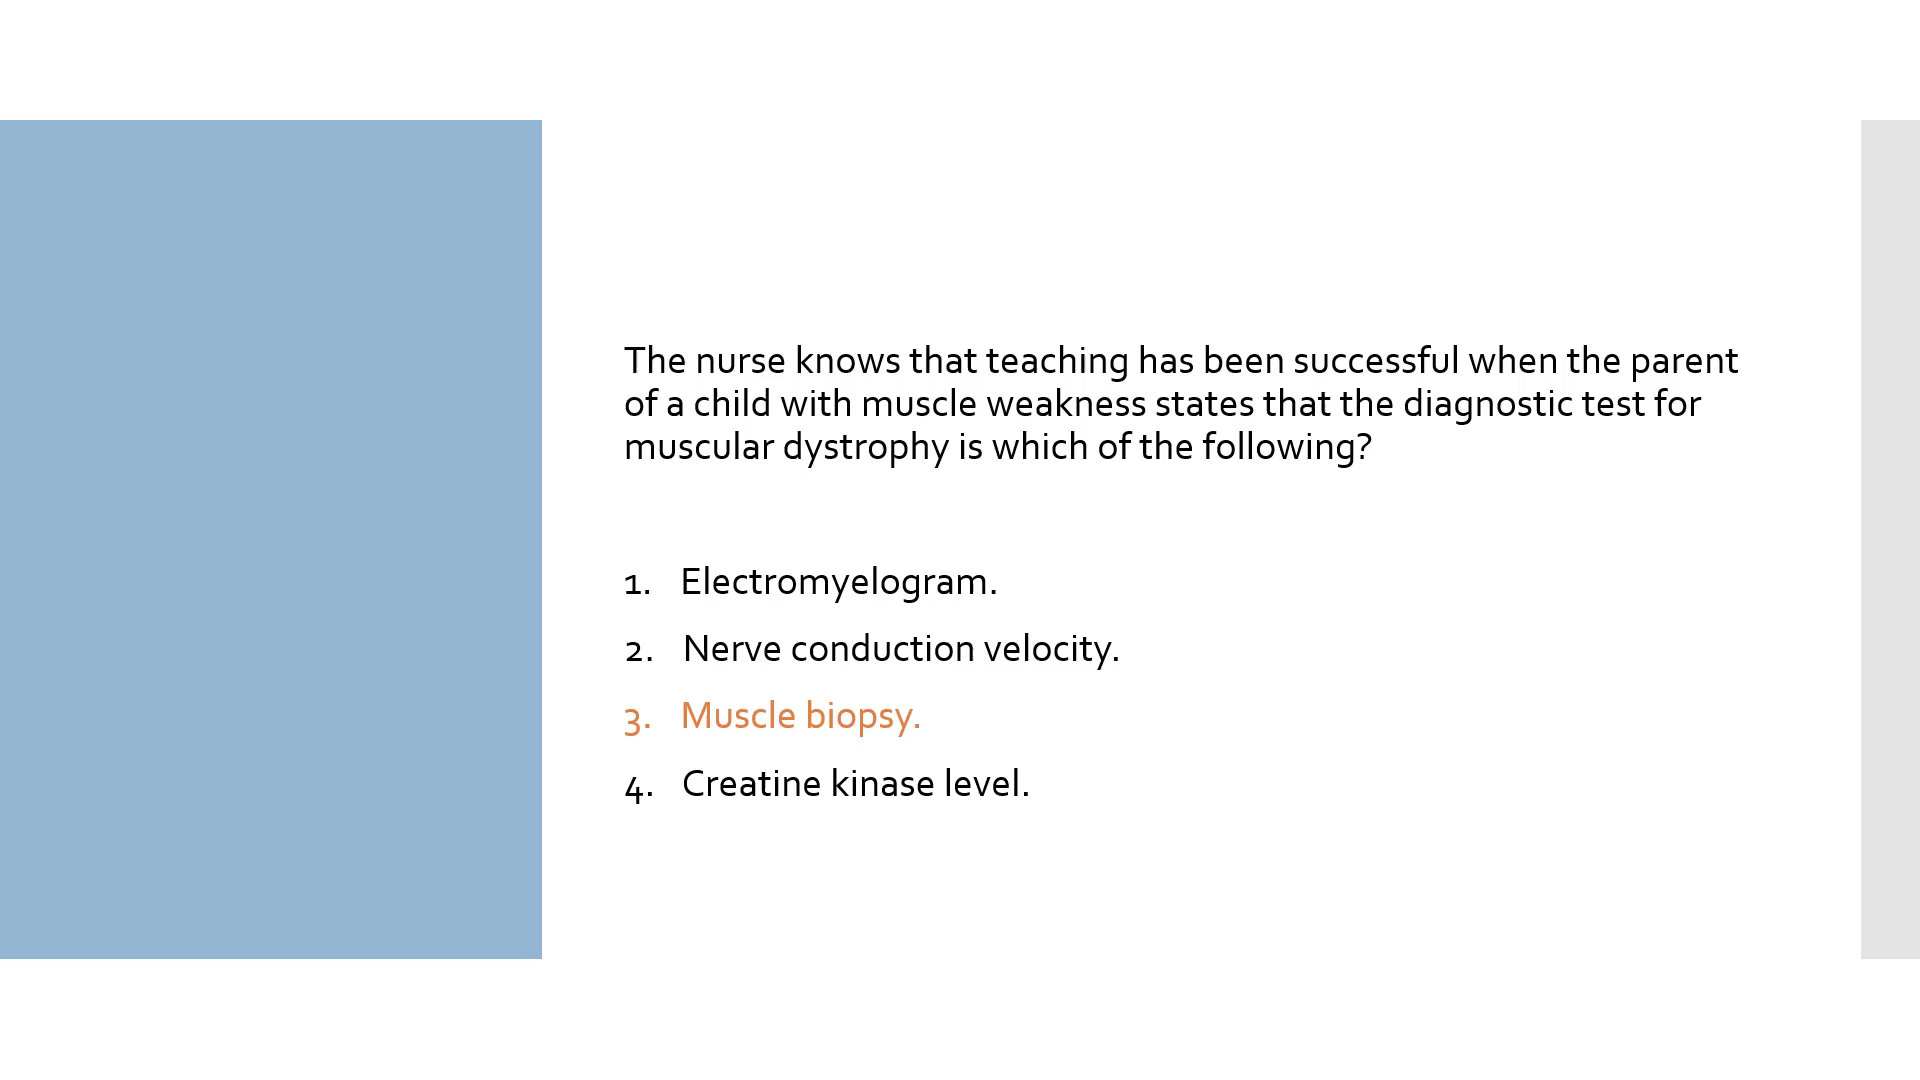 The nurse knows that teaching has been successful when the parent
of a child with muscle weakness states that the diagnostic test for
muscular dystrophy is which of the following?
1. Electromyelogram.
2. Nerve conduction velocity.
3. Muscle biopsy.
4. Creatine kinase level.